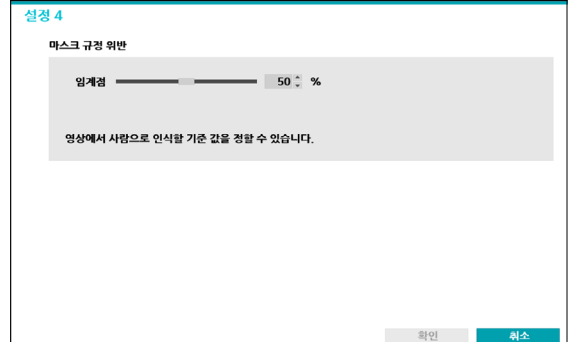 설정 4
마스크 규정 위반
임계점 50 %
영상에서 사람으로 인식할 기준 값을 정할 수 있습니다.
확인 취소